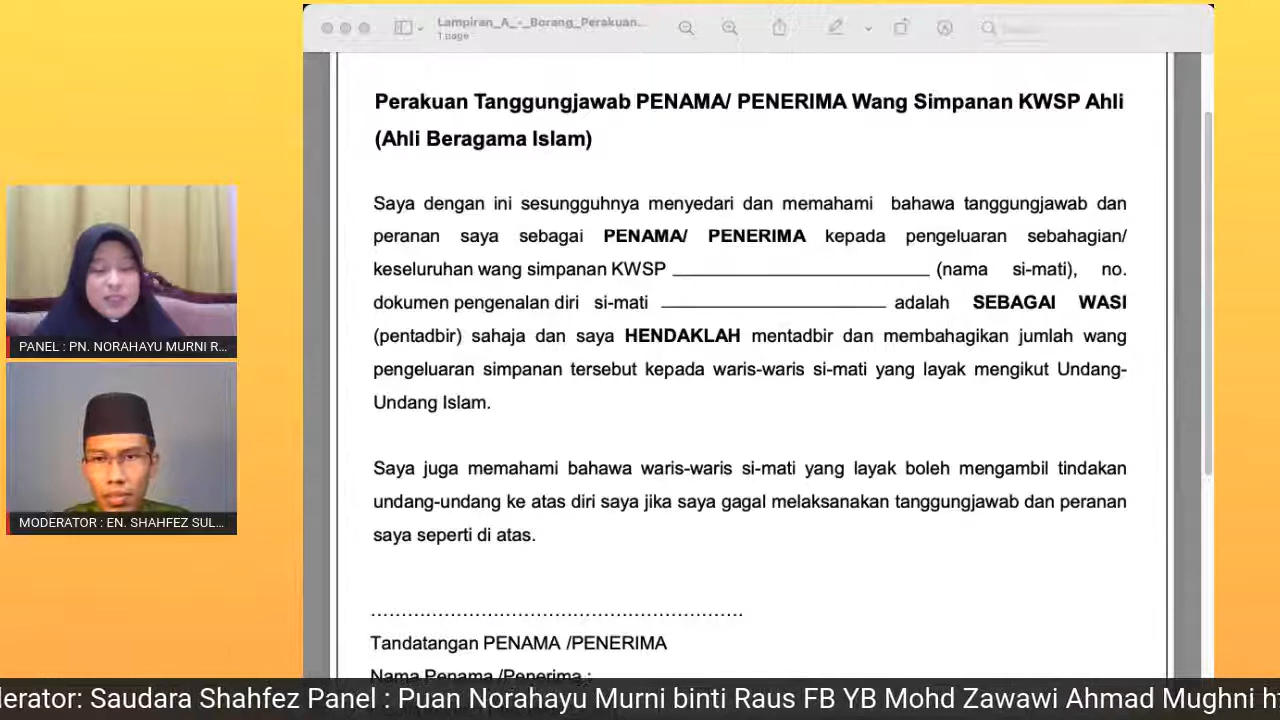 Lampiran_A_-_Borang_Perakuan...
1 page
Perakuan Tanggungjawab PENAMA/ PENERIMA Wang Simpanan KWSP Ahli
(Ahli Beragama Islam)
Saya dengan ini sesungguhnya menyedari dan memahami bahawa tanggungjawab dan
peranan saya sebagai PENAMA/ PENERIMA kepada pengeluaran sebahagian/
keseluruhan wang simpanan KWSP ____________________ (nama si-mati), no.
dokumen pengenalan diri si-mati ____________________ adalah SEBAGAI WASI
(pentadbir) sahaja dan saya HENDAKLAH mentadbir dan membahagikan jumlah wang
pengeluaran simpanan tersebut kepada waris-waris si-mati yang layak mengikut Undang-
Undang Islam.
Saya juga memahami bahawa waris-waris si-mati yang layak boleh mengambil tindakan
undang-undang ke atas diri saya jika saya gagal melaksanakan tanggungjawab dan peranan
saya seperti di atas.
............................................................
Tandatangan PENAMA /PENERIMA
Nama Penama /Penerima :
PANEL : PN. NORAHAYU MURNI R...
MODERATOR : EN. SHAHFEZ SUL...
derator: Saudara Shahfez Panel : Puan Norahayu Murni binti Raus FB YB Mohd Zawawi Ahmad Mughni